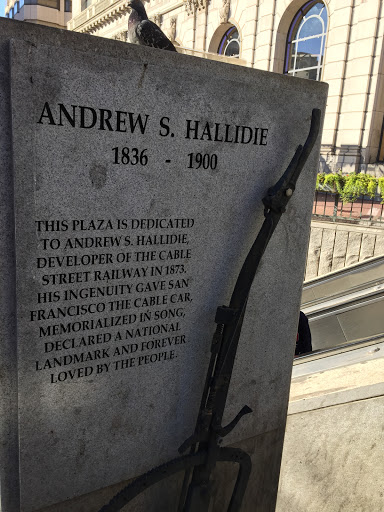 ANDREW S. HALLIDIE
1836 - 1900
THIS PLAZA IS DEDICATED
TO ANDREW S. HALLIDIE,
DEVELOPER OF THE CABLE
STREET RAILWAY IN 1873.
HIS INGENUITY GAVE SAN
FRANCISCO THE CABLE CAR,
MEMORIALIZED IN SONG,
DECLARED A NATIONAL
LANDMARK AND FOREVER
LOVED BY THE PEOPLE.